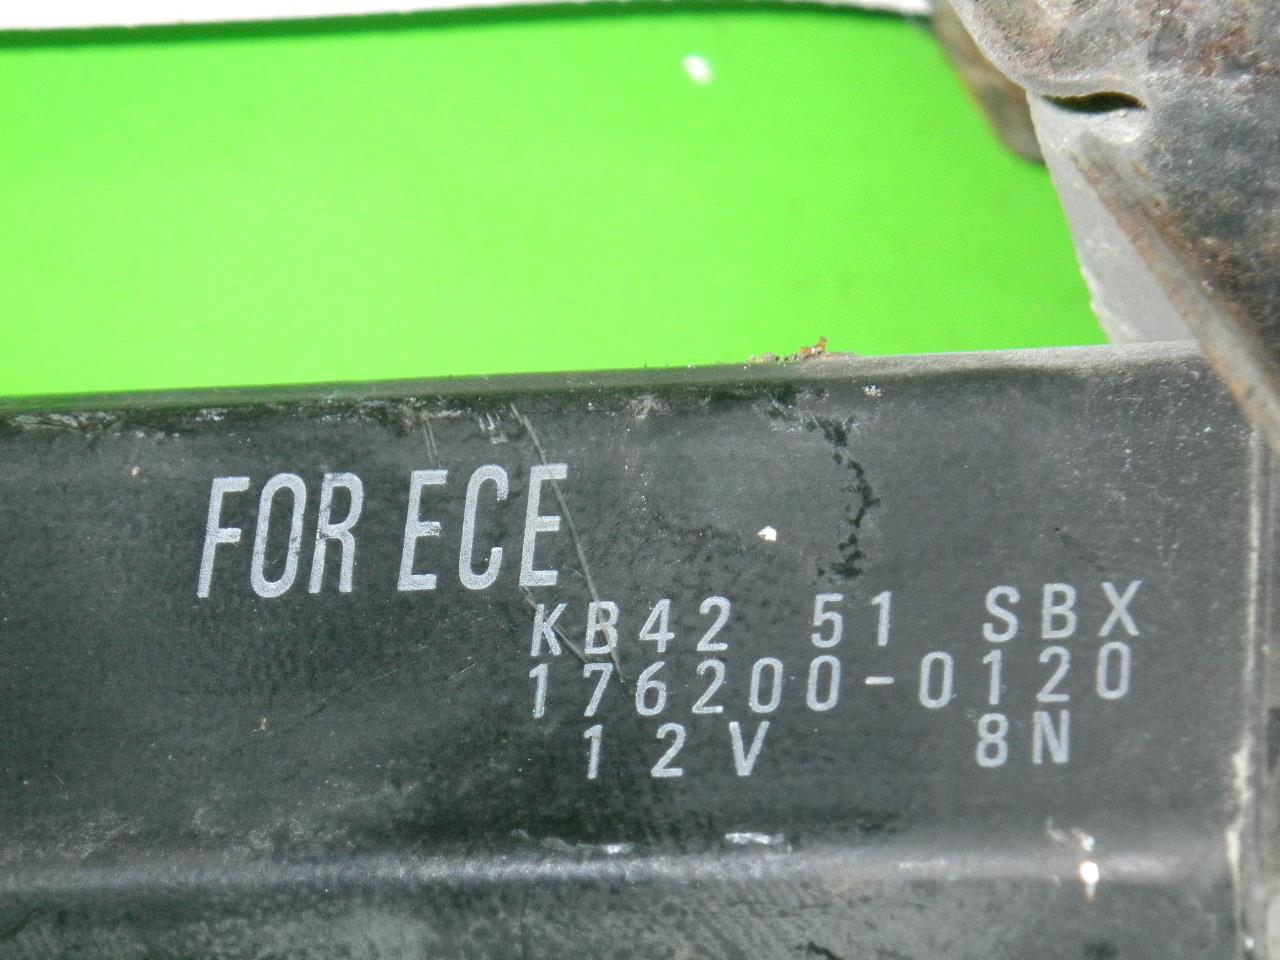 FOR ECE
KB42 51 SBX
176200-0120
12V 8N